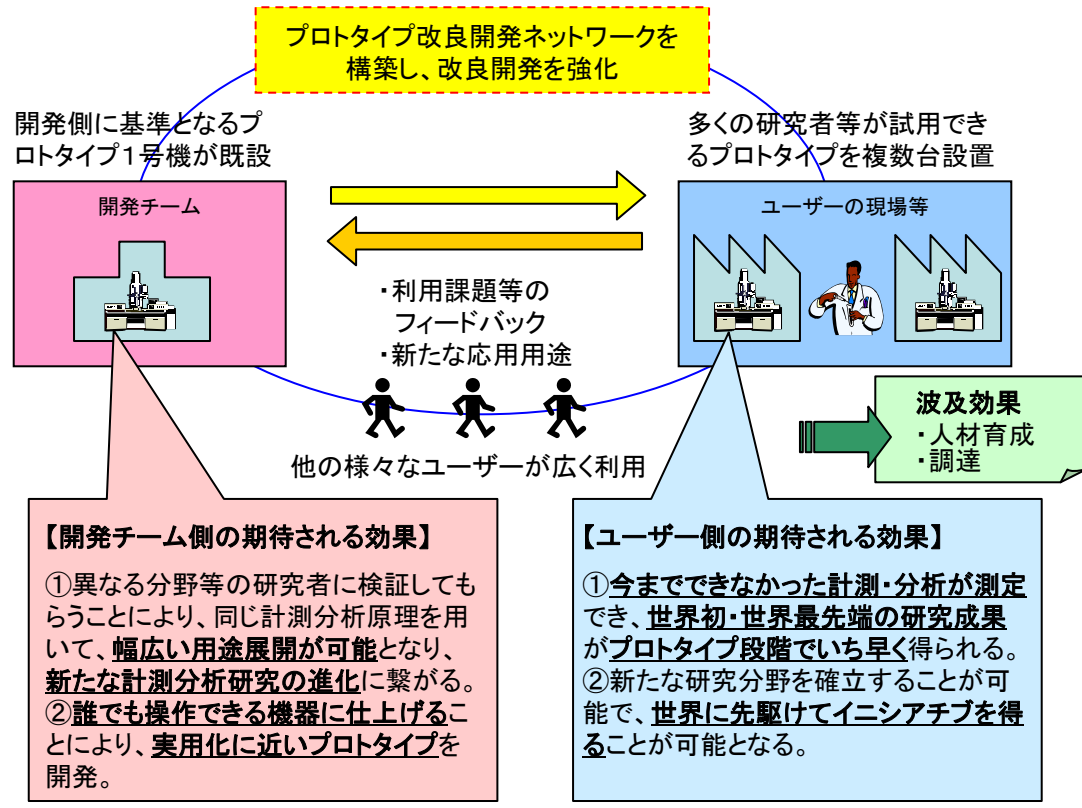 プロトタイプ改良開発ネットワークを
構築し、改良開発を強化
開発側に基準となるプ
ロトタイプ1号機が既設
多くの研究者等が試用でき
るプロトタイプを複数台設置
開発チーム
ユーザーの現場等
・利用課題等の
フィードバック
・新たな応用用途
他の様々なユーザーが広く利用
波及効果
・人材育成
・調達
【開発チーム側の期待される効果】
①異なる分野等の研究者に検証しても
らうことにより、同じ計測分析原理を用
いて、幅広い用途展開が可能となり、
新たな計測分析研究の進化に繋がる。
②誰でも操作できる機器に仕上げるこ
とにより、実用化に近いプロトタイプを
開発。
【ユーザー側の期待される効果】
①今までできなかった計測・分析が測定
でき、世界初・世界最先端の研究成果
がプロトタイプ段階でいち早く得られる。
②新たな研究分野を確立することが可
能で、世界に先駆けてイニシアチブを得
ることが可能となる。